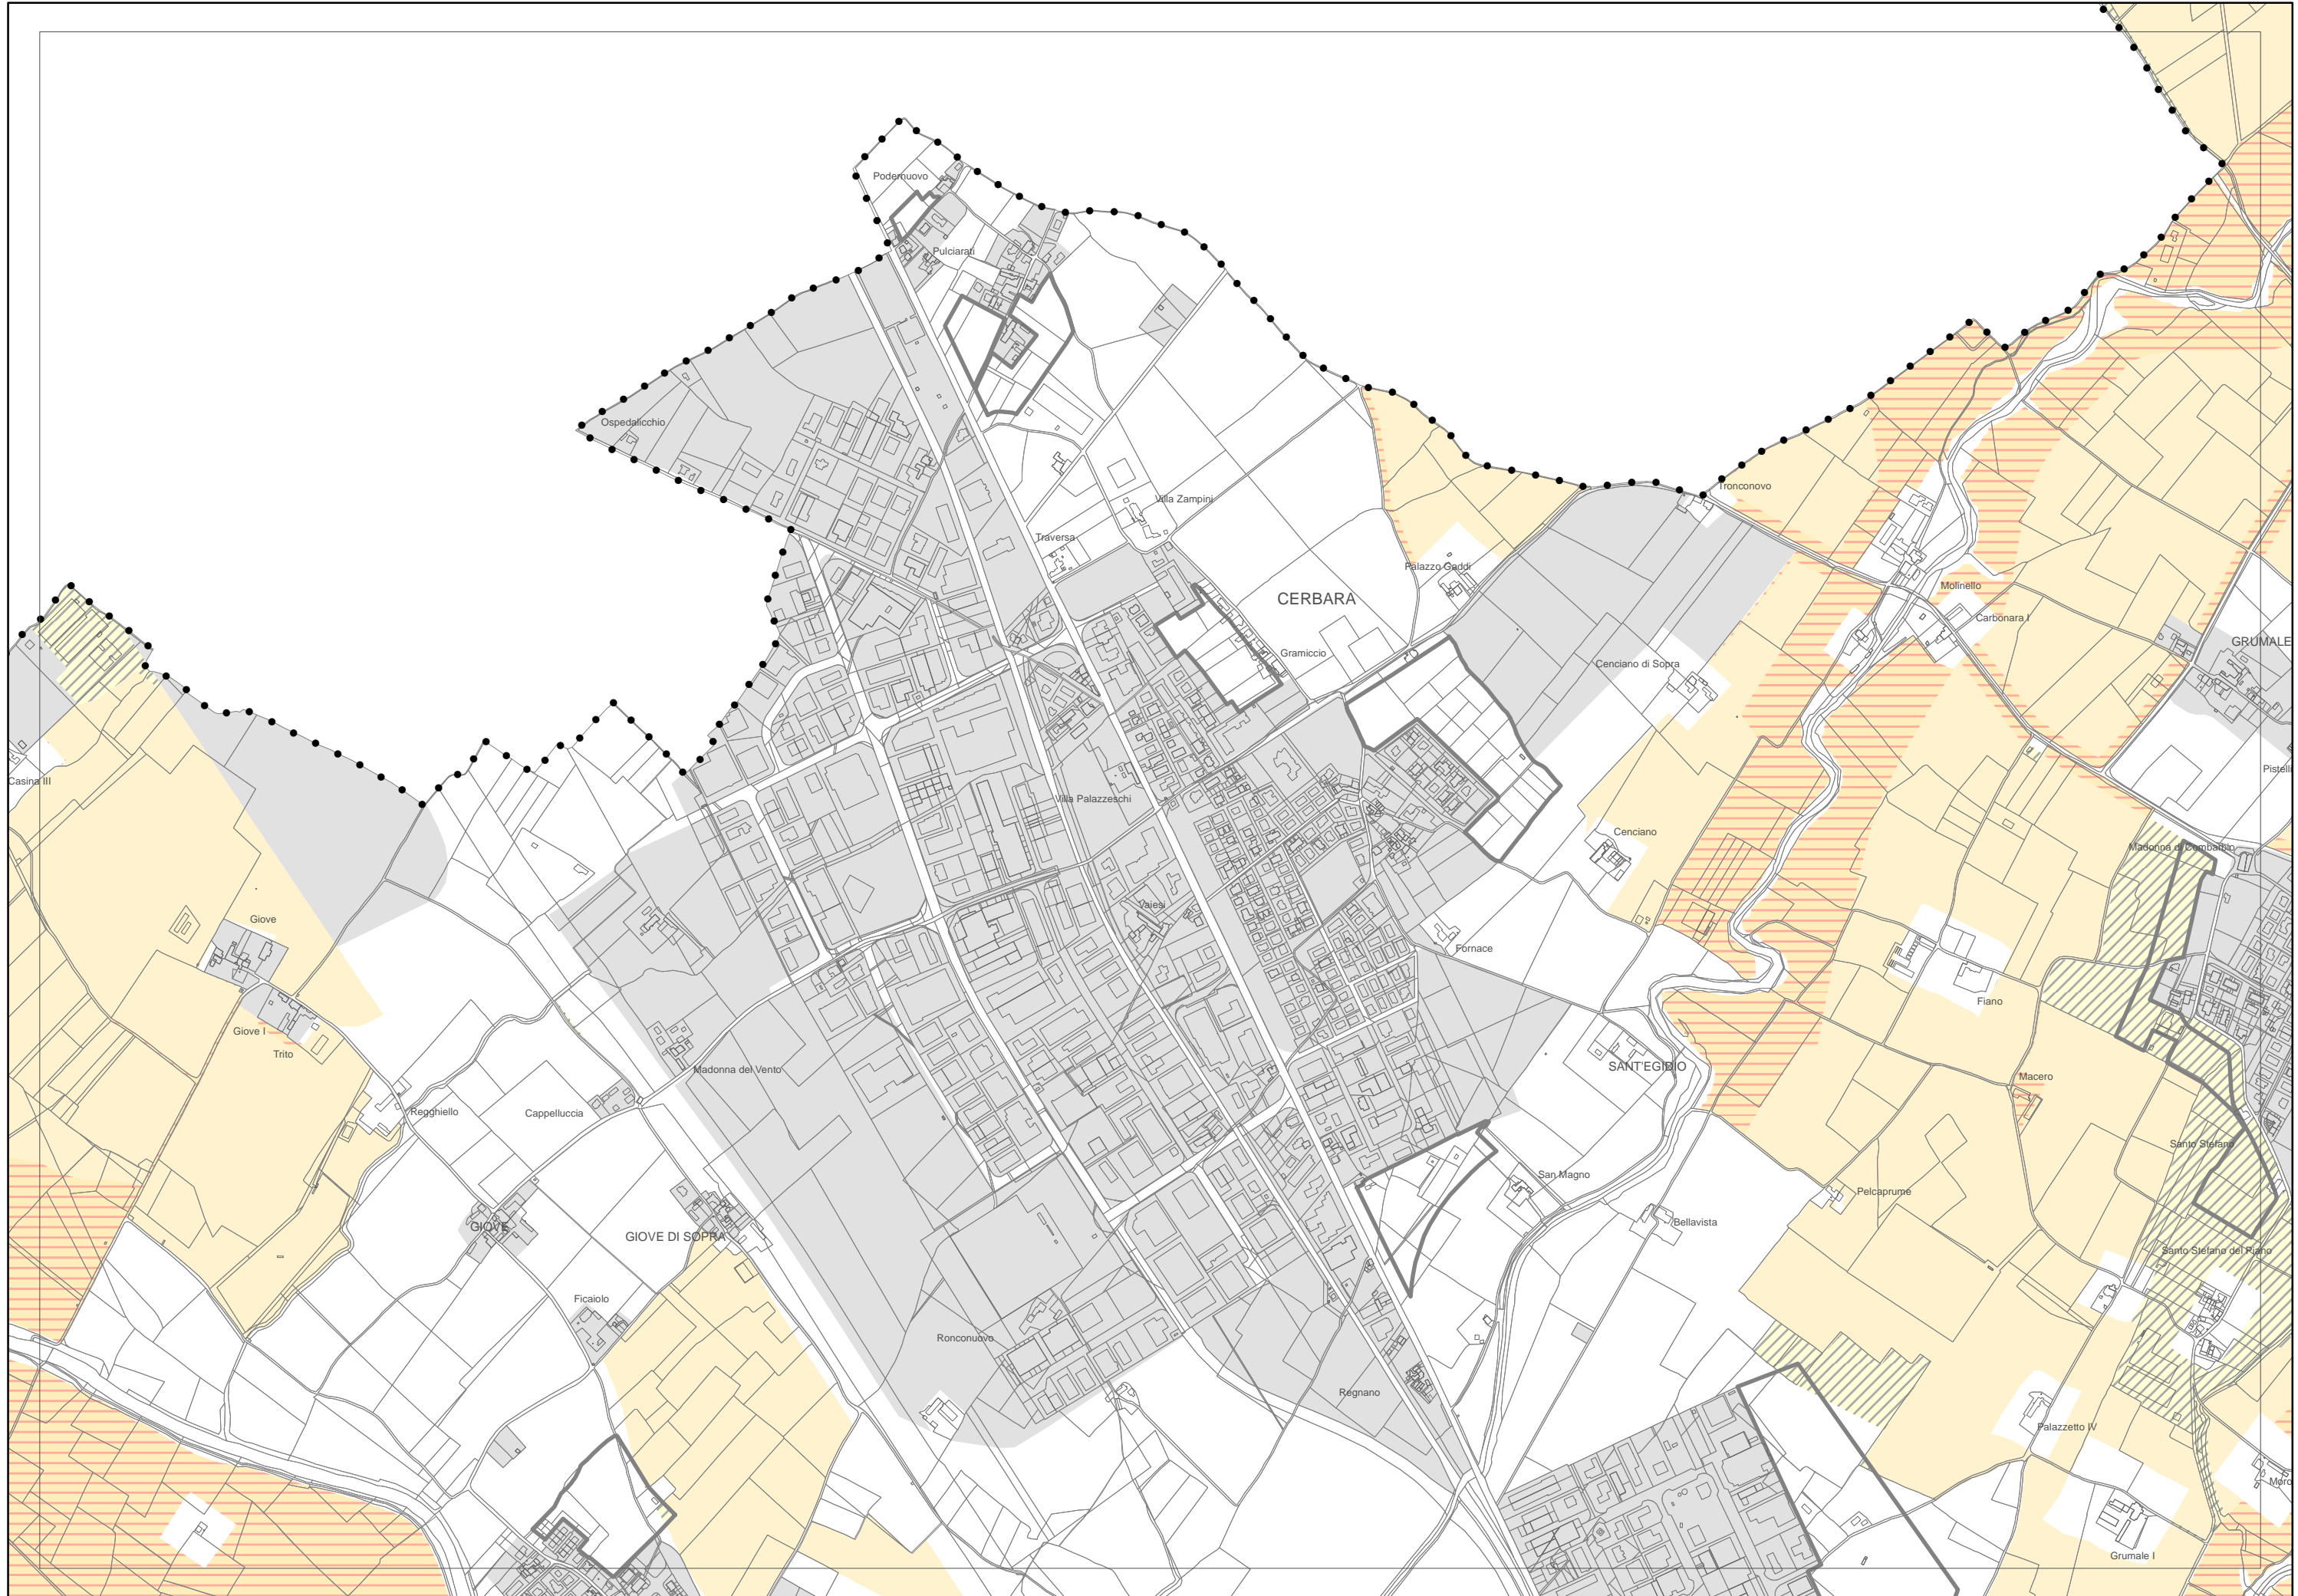 Podernuovo
Pulciarati
Ospedalicchio
Villa Zampini
Tronconovo
Traversa
Palazzo Gaddi
Molinello
CERBARA
Carbonara I
GRUMALE
Gramiccio
Cenciano di Sopra
Pistelli
Casina III
Villa Palazzeschi
Cenciano
Madonna di Combarbio
Vaiesi
Giove
Fornace
Fiano
Giove I
Trito
SANT'EGIDIO
Madonna del Vento
Macero
Regghiello
Cappelluccia
Santo Stefano
San Magno
Pelcaprume
GIOVE
Bellavista
GIOVE DI SOPRA
Santo Stefano del Piano
Ficaiolo
Ronconuovo
Regnano
Palazzetto IV
Moro
Grumale I